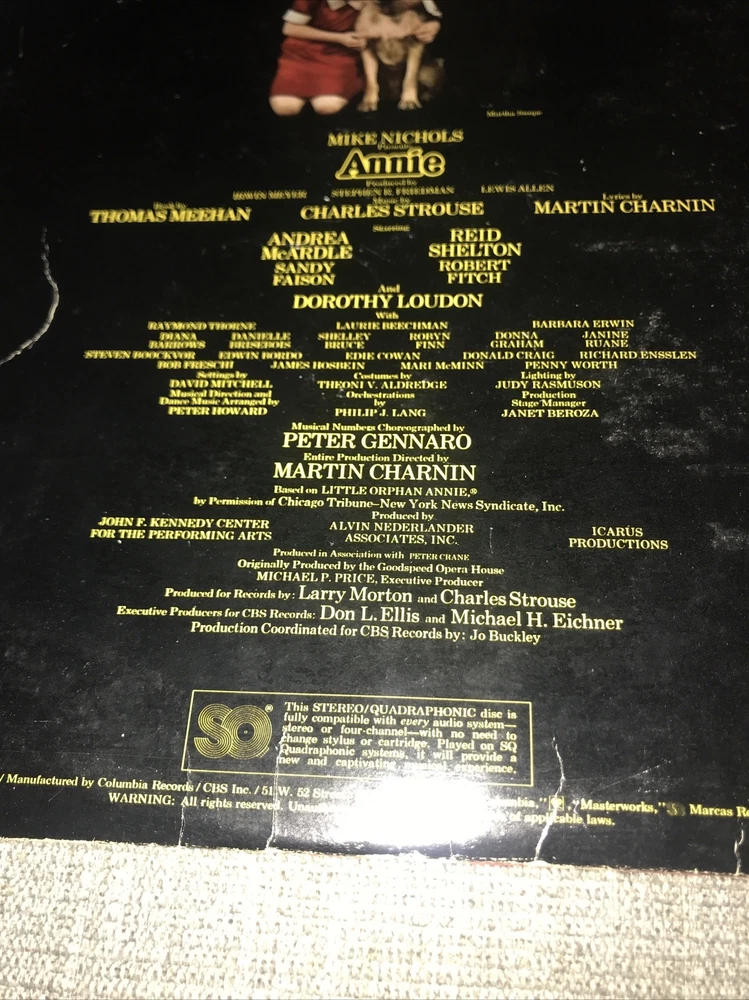 Martha Swope
MIKE NICHOLS
Presents
Annie
Produced by
IRWIN MEYER STEPHEN R. FRIEDMAN LEWIS ALLEN
Book by Music by Lyrics by
THOMAS MEEHAN CHARLES STROUSE MARTIN CHARNIN
Starring
ANDREA REID
McARDLE SHELTON
SANDY ROBERT
FAISON FITCH
And
DOROTHY LOUDON
With
RAYMOND THORNE LAURIE BEECHMAN BARBARA ERWIN
DIANA DANIELLE SHELLEY ROBYN DONNA JANINE
BARROWS BRISEBOIS BRUCE FINN GRAHAM RUANE
STEVEN BOOCKVOR EDWIN BORDO EDIE COWAN DONALD CRAIG RICHARD ENSSLEN
BOB FRESCHI JAMES HOSBEIN MARI McMINN PENNY WORTH
Settings by Costumes by Lighting by
DAVID MITCHELL THEONI V. ALDREDGE JUDY RASMUSON
Musical Direction and Orchestrations Production
Dance Music Arranged by by Stage Manager
PETER HOWARD PHILIP J. LANG JANET BEROZA
Musical Numbers Choreographed by
PETER GENNARO
Entire Production Directed by
MARTIN CHARNIN
Based on LITTLE ORPHAN ANNIE,®
by Permission of Chicago Tribune–New York News Syndicate, Inc.
Produced by
JOHN F. KENNEDY CENTER ALVIN NEDERLANDER ICARUS
FOR THE PERFORMING ARTS ASSOCIATES, INC. PRODUCTIONS
Produced in Association with PETER CRANE
Originally Produced by the Goodspeed Opera House
MICHAEL P. PRICE, Executive Producer
Produced for Records by: Larry Morton and Charles Strouse
Executive Producers for CBS Records: Don L. Ellis and Michael H. Eichner
Production Coordinated for CBS Records by: Jo Buckley
SQ®
This STEREO/QUADRAPHONIC disc is
fully compatible with every audio system—
stereo or four-channel—with no need to
change stylus or cartridge. Played on SQ
Quadraphonic systems, it will provide a
new and captivating musical experience.
/ Manufactured by Columbia Records / CBS Inc. / 51 W. 52 "Masterworks," Marcas
WARNING: All rights reserved. of applicable laws.